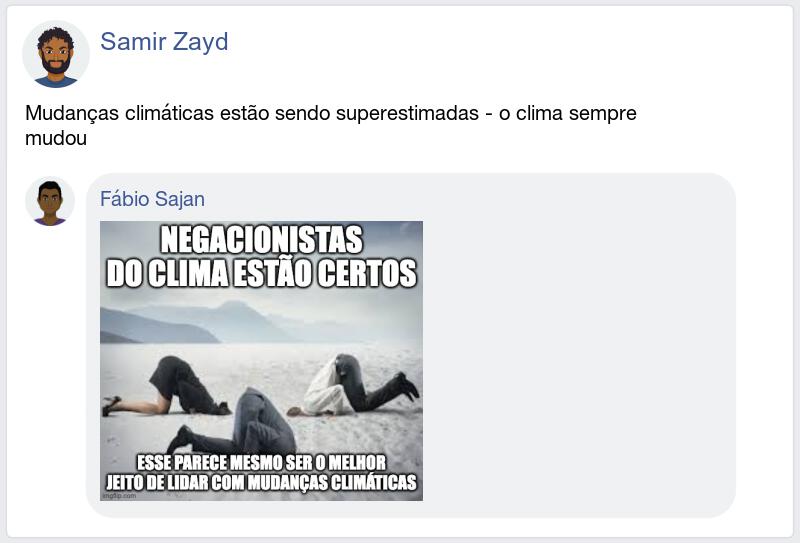 Samir Zayd
Mudanças climáticas estão sendo superestimadas - o clima sempre
mudou
Fábio Sajan
NEGACIONISTAS
DO CLIMA ESTÃO CERTOS
ESSE PARECE MESMO SER O MELHOR
JEITO DE LIDAR COM MUDANÇAS CLIMÁTICAS
imgflip.com